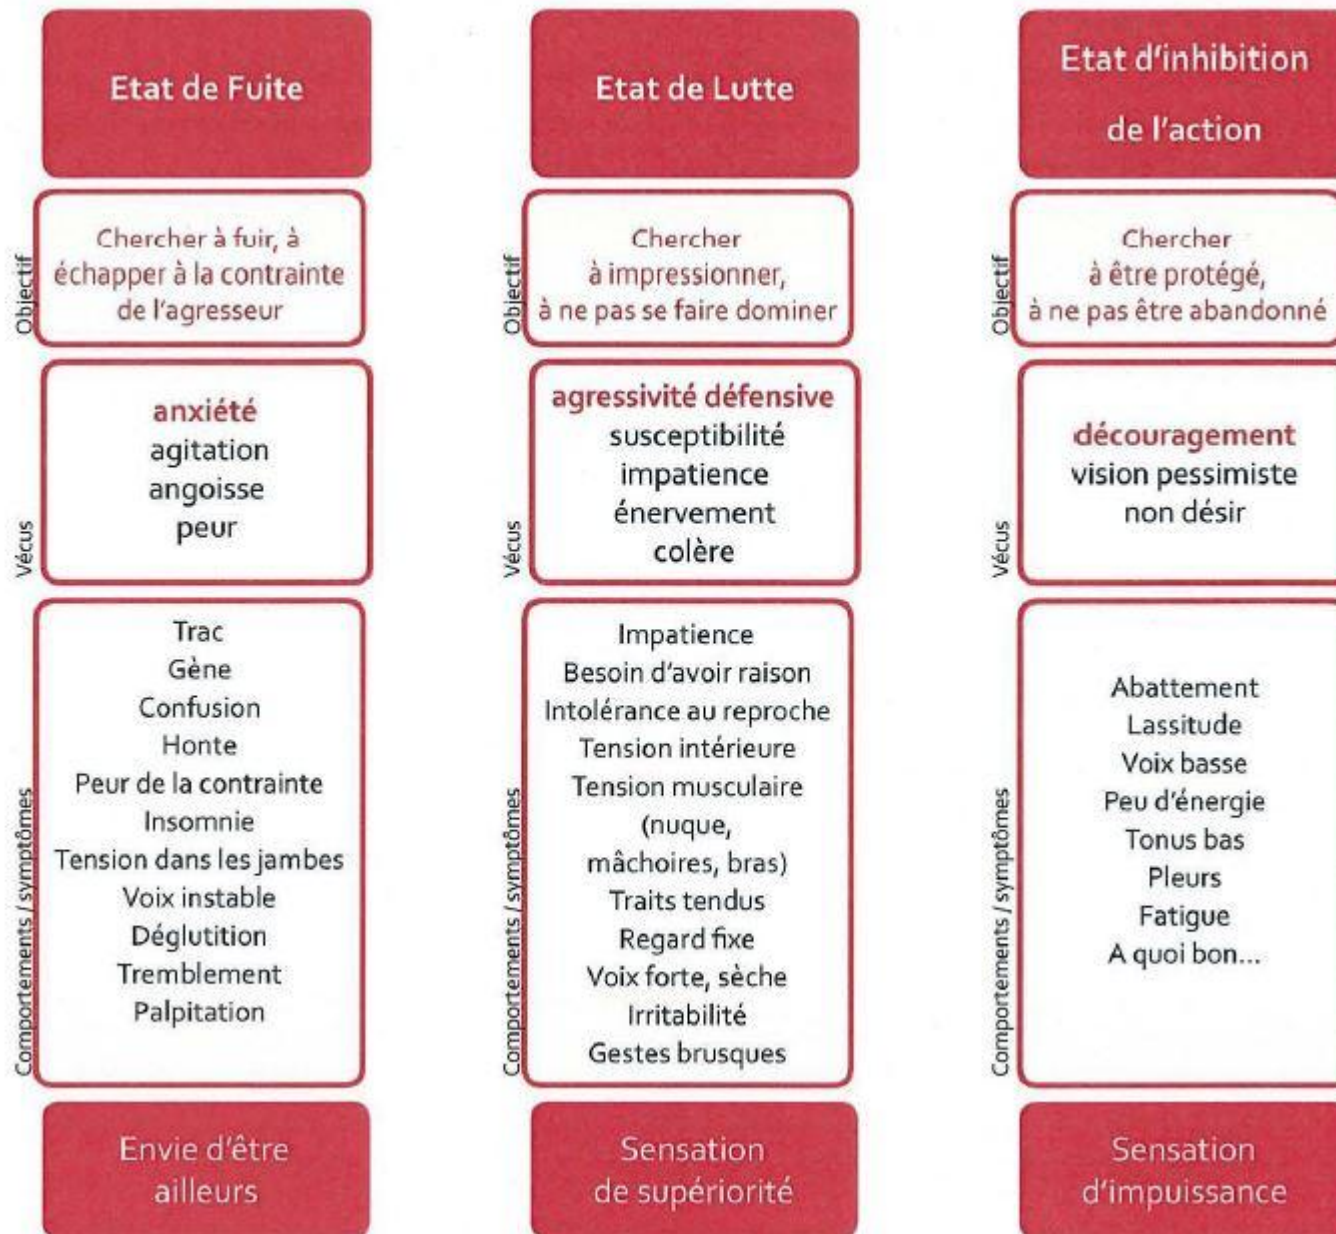 Etat de Fuite
Objectif
Chercher à fuir, à
échapper à la contrainte
de l'agresseur
Vécus
anxiété
agitation
angoisse
peur
Comportements / symptômes
Trac
Gène
Confusion
Honte
Peur de la contrainte
Insomnie
Tension dans les jambes
Voix instable
Déglutition
Tremblement
Palpitation
Envie d'être
ailleurs
Etat de Lutte
Objectif
Chercher
à impressionner,
à ne pas se faire dominer
Vécus
agressivité défensive
susceptibilité
impatience
énervement
colère
Comportements / symptômes
Impatience
Besoin d'avoir raison
Intolérance au reproche
Tension intérieure
Tension musculaire
(nuque,
mâchoires, bras)
Traits tendus
Regard fixe
Voix forte, sèche
Irritabilité
Gestes brusques
Sensation
de supériorité
Etat d'inhibition
de l'action
Objectif
Chercher
à être protégé,
à ne pas être abandonné
Vécus
découragement
vision pessimiste
non désir
Comportements / symptômes
Abattement
Lassitude
Voix basse
Peu d'énergie
Tonus bas
Pleurs
Fatigue
A quoi bon...
Sensation
d'impuissance